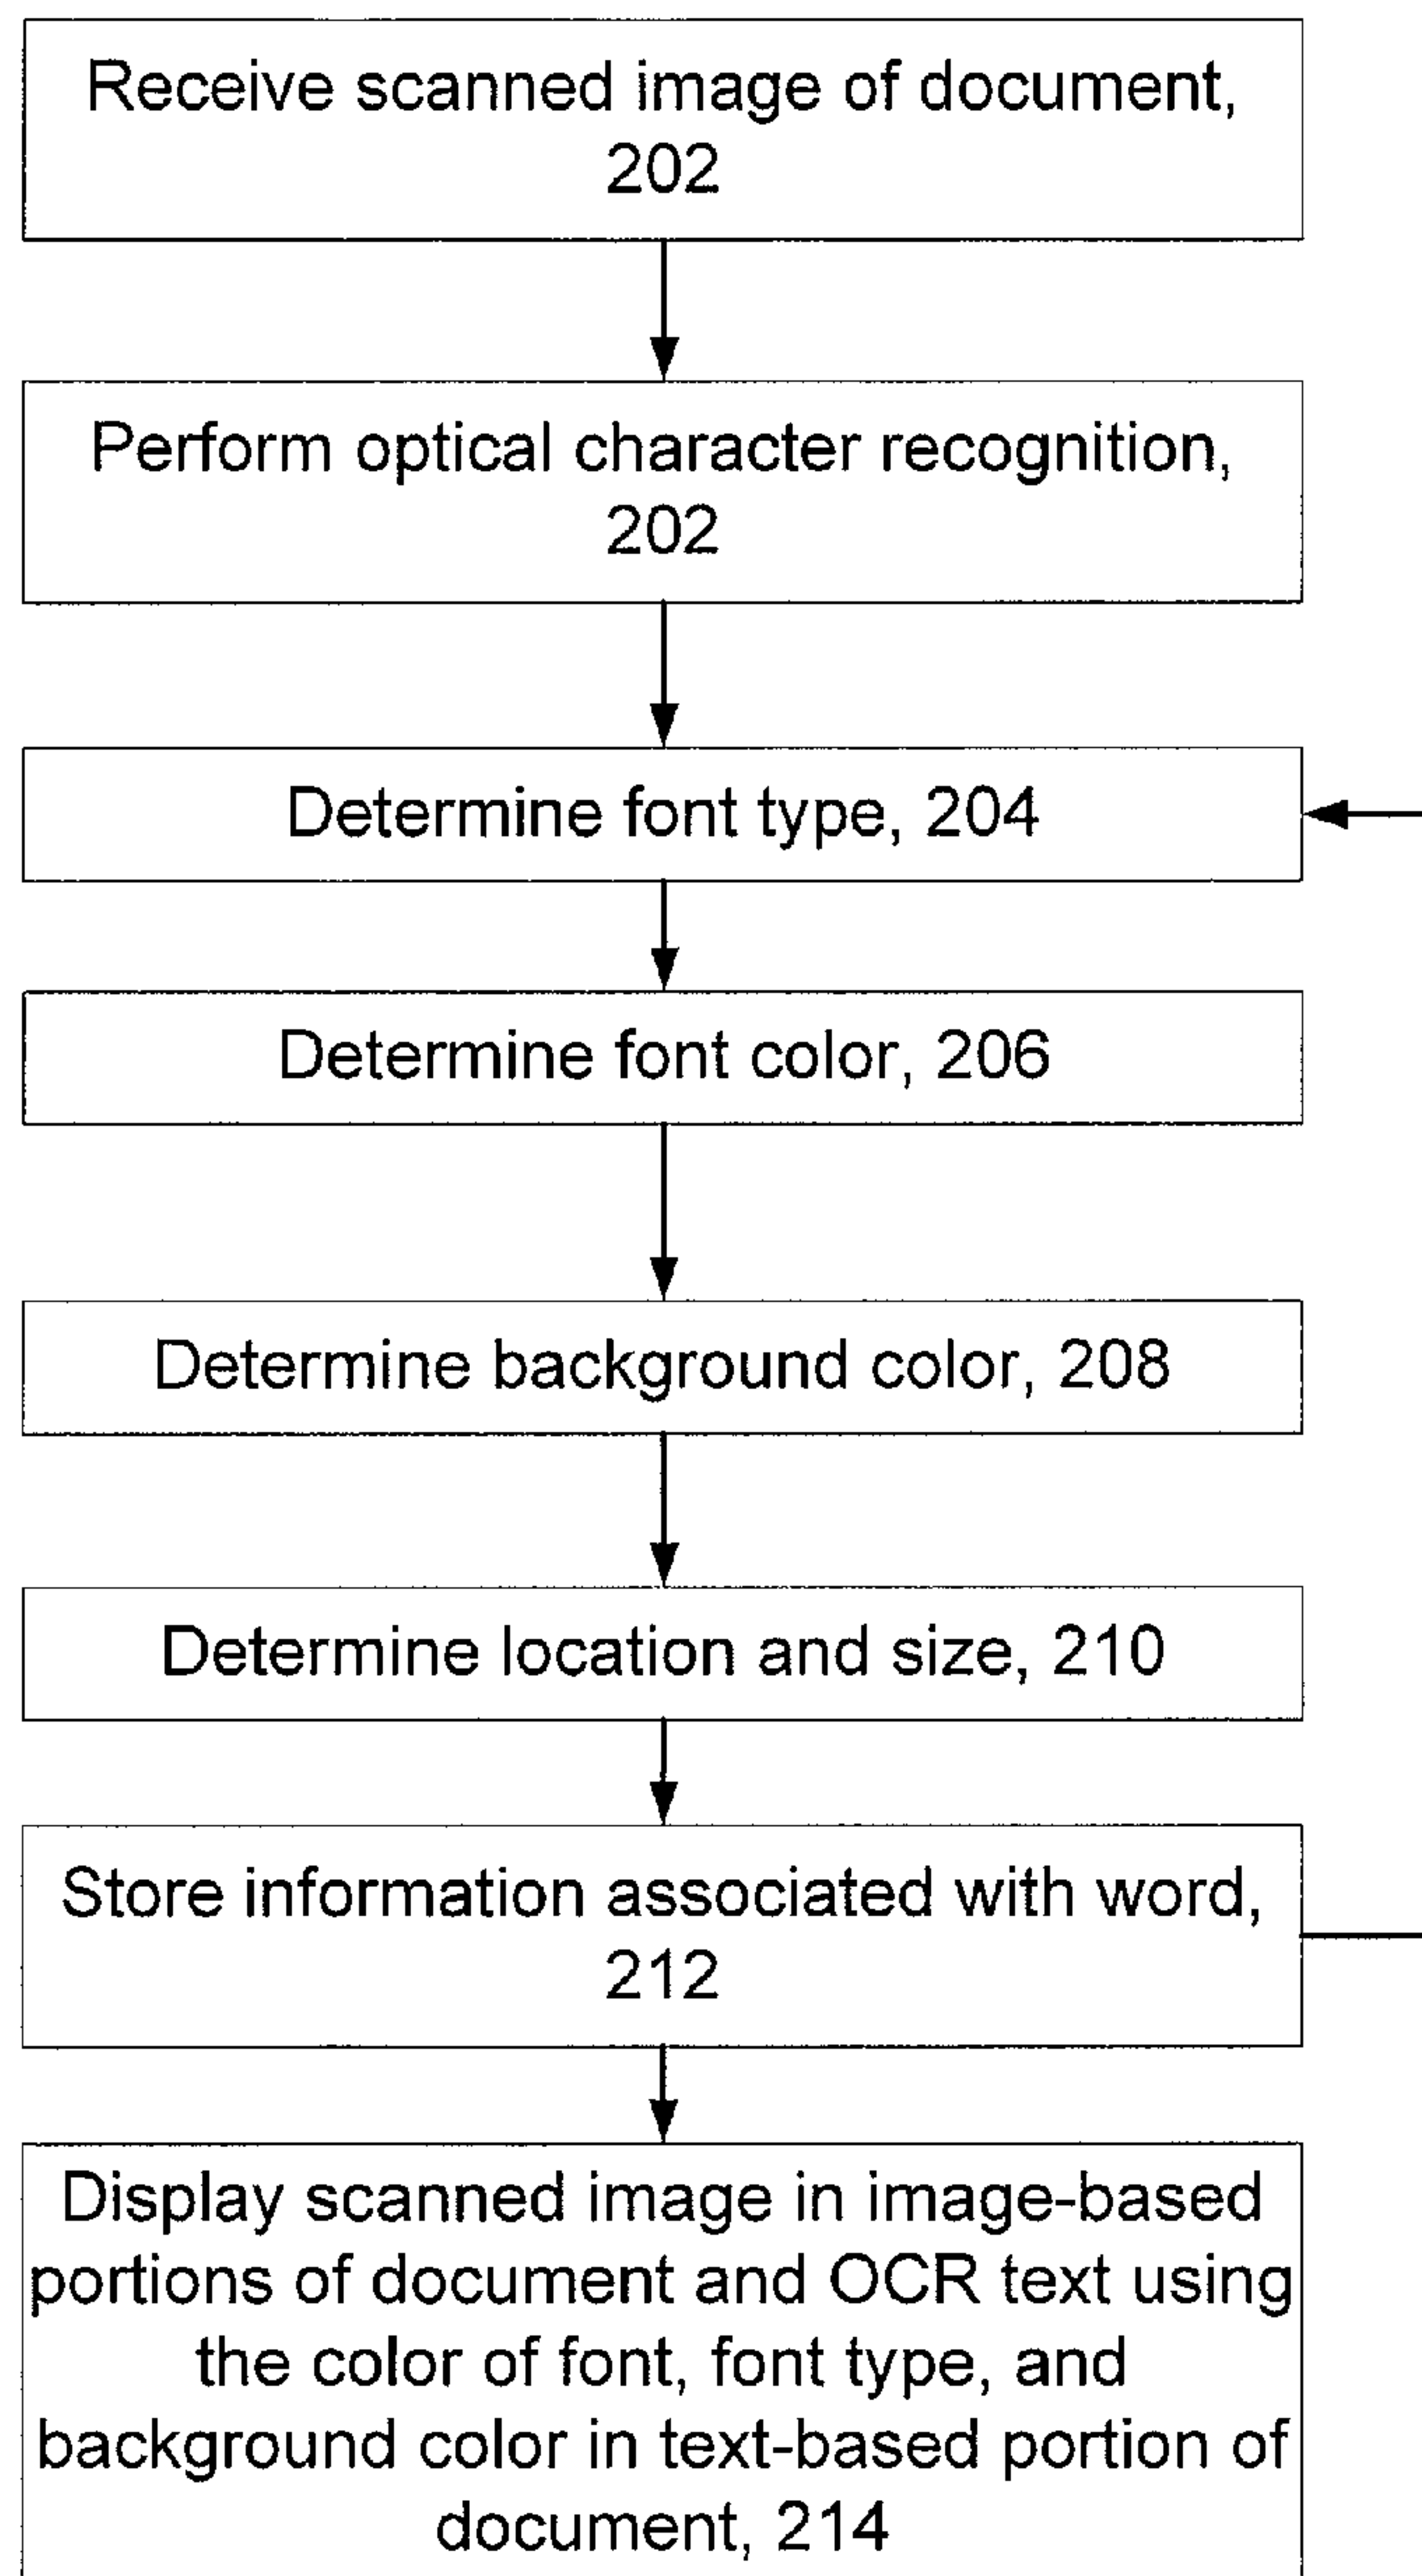 Receive scanned image of document,
202
Perform optical character recognition,
202
Determine font type, 204
Determine font color, 206
Determine background color, 208
Determine location and size, 210
Store information associated with word,
212
Display scanned image in image-based
portions of document and OCR text using
the color of font, font type, and
background color in text-based portion of
document, 214